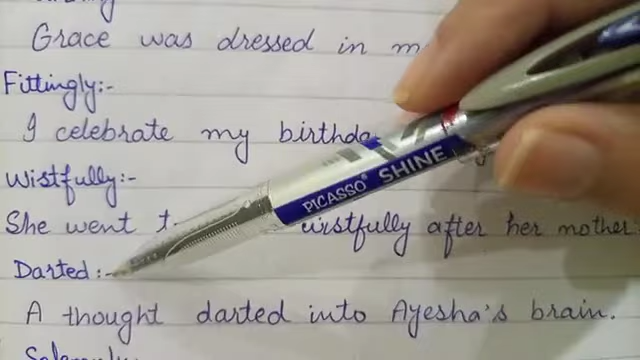 Grace was dressed in m
Fittingly:-
I celebrate my birthda
Wistfully:-
She went t wistfully after her mother
Darted:-
A thought darted into Ayesha's brain.
PICASSO® SHINE